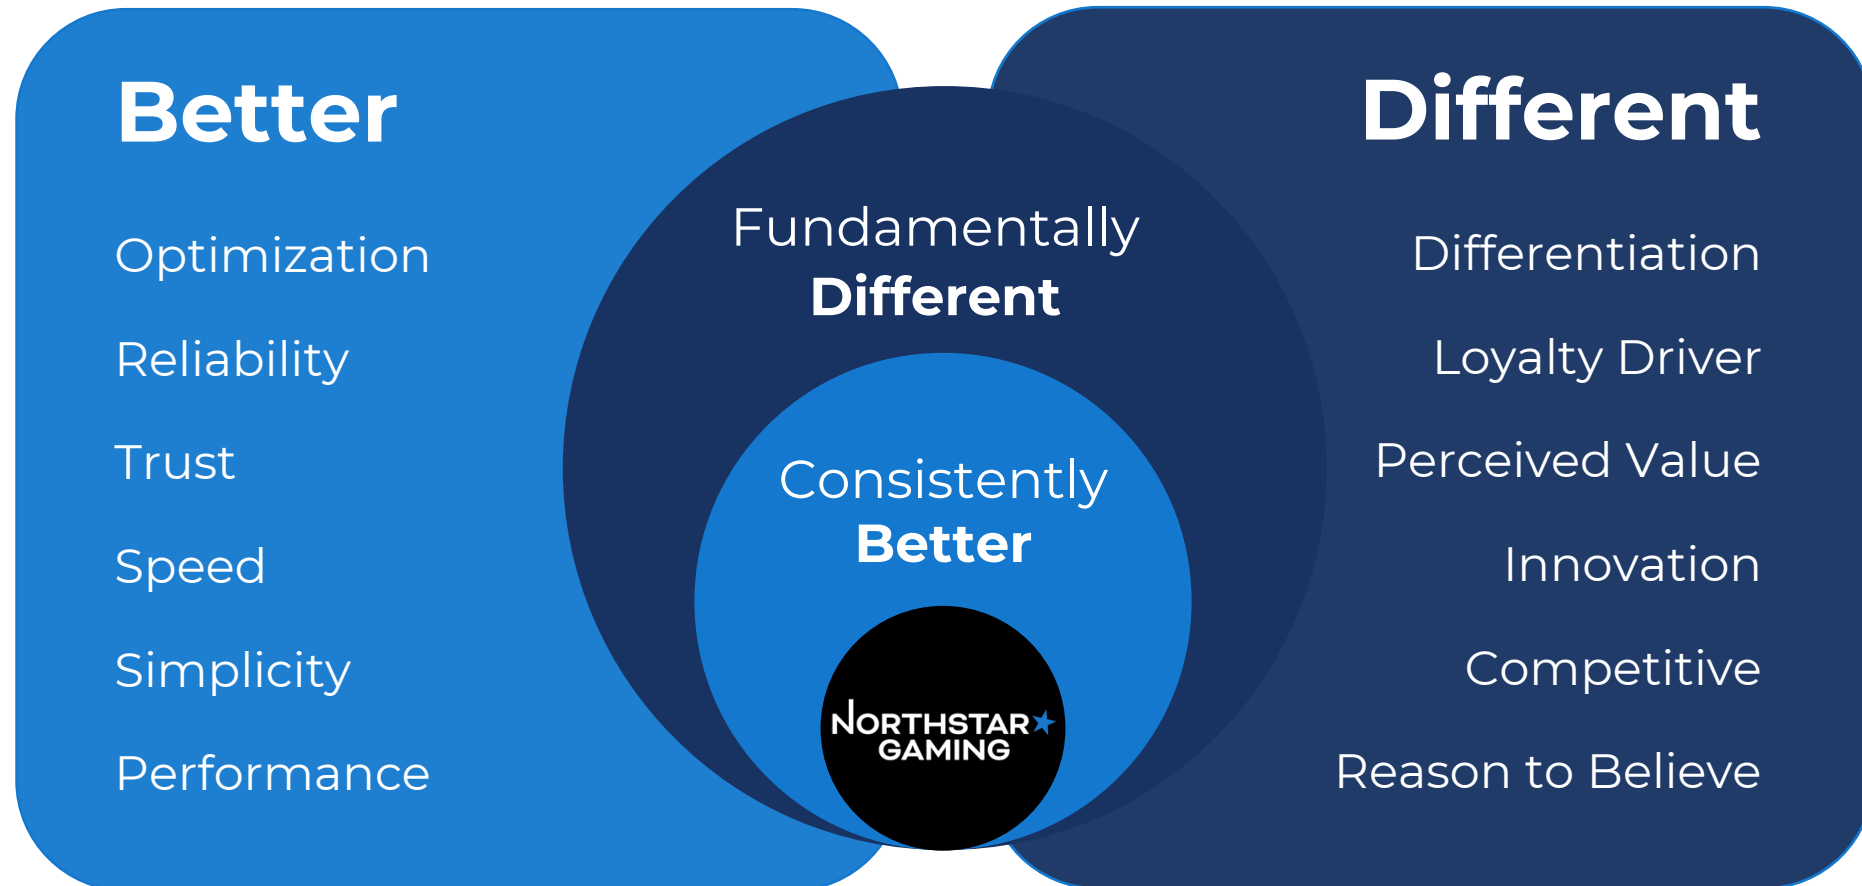 Better
Optimization
Reliability
Trust
Speed
Simplicity
Performance
Fundamentally
Different
Consistently
Better
NORTHSTAR
GAMING
Different
Differentiation
Loyalty Driver
Perceived Value
Innovation
Competitive
Reason to Believe